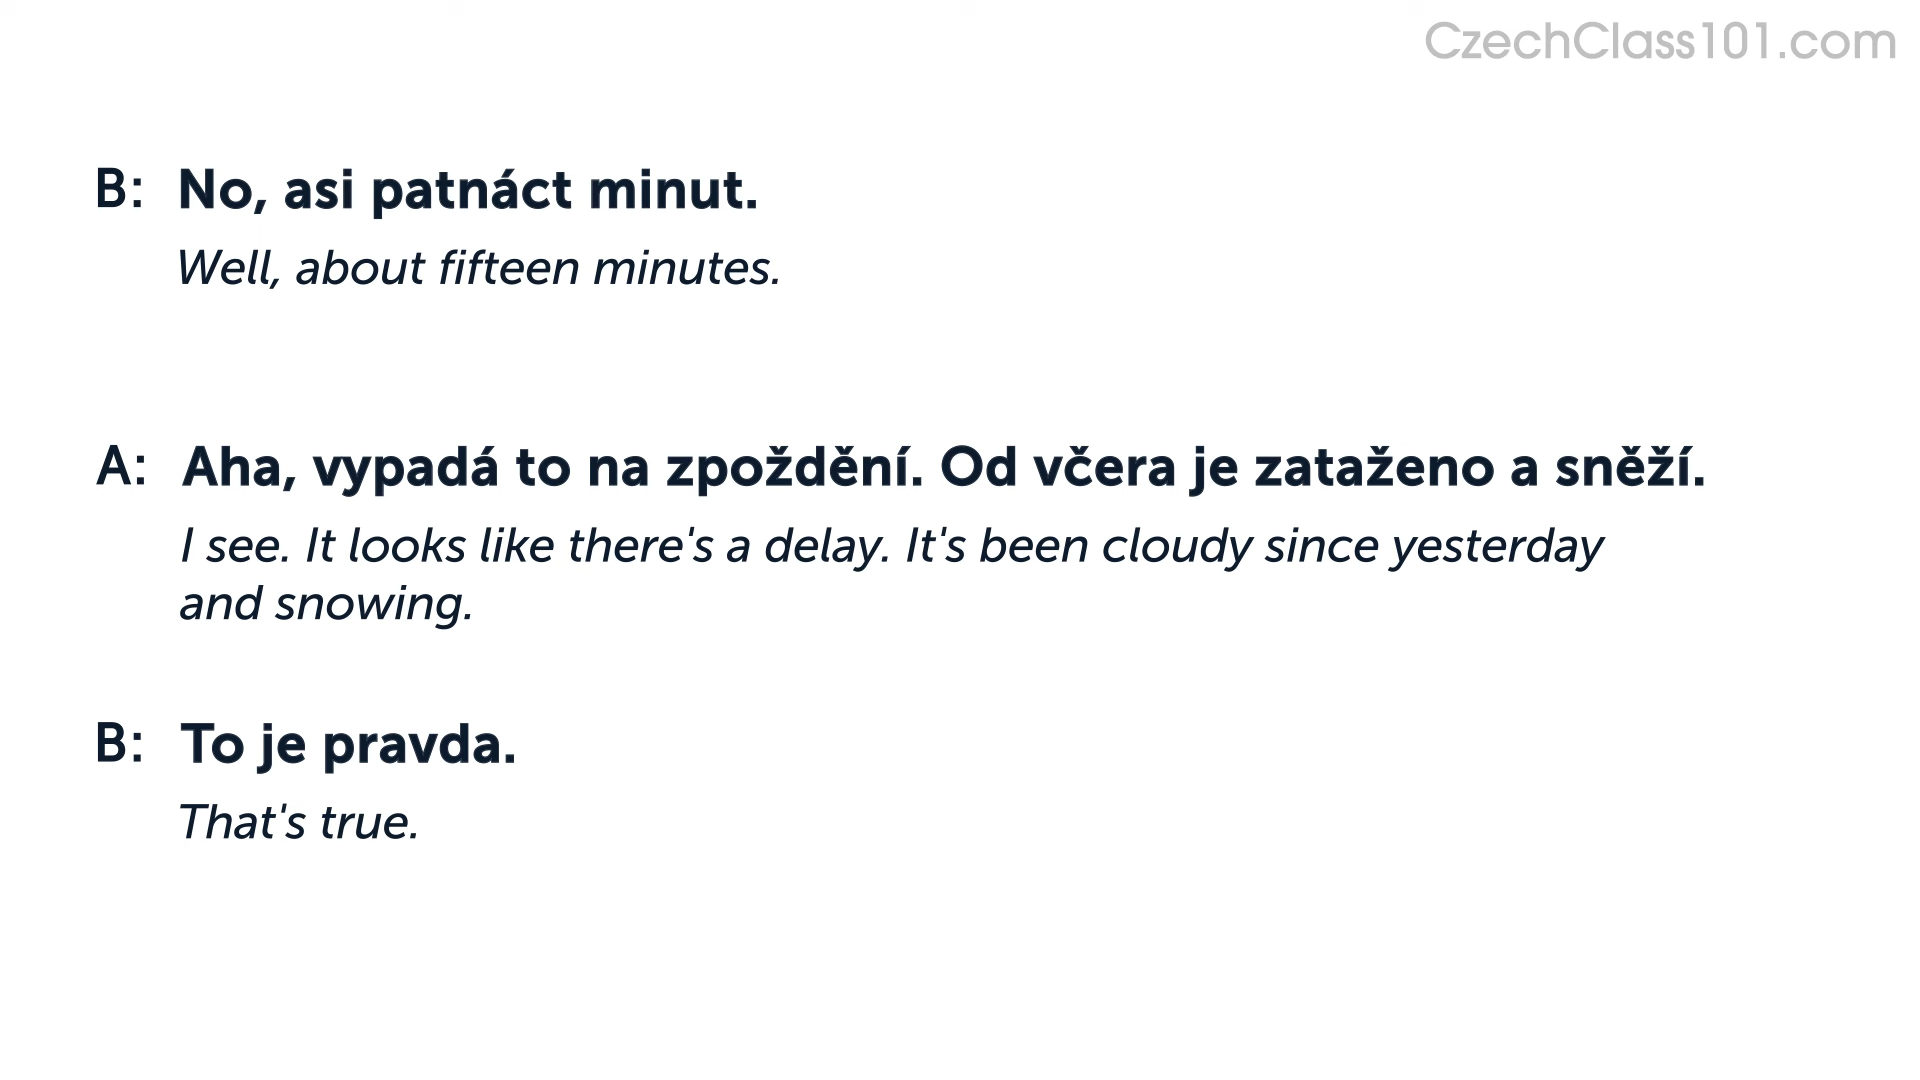 CzechClass101.com
B: No, asi patnáct minut.
Well, about fifteen minutes.
A: Aha, vypadá to na zpoždění. Od včera je zataženo a sněží.
I see. It looks like there's a delay. It's been cloudy since yesterday
and snowing.
B: To je pravda.
That's true.